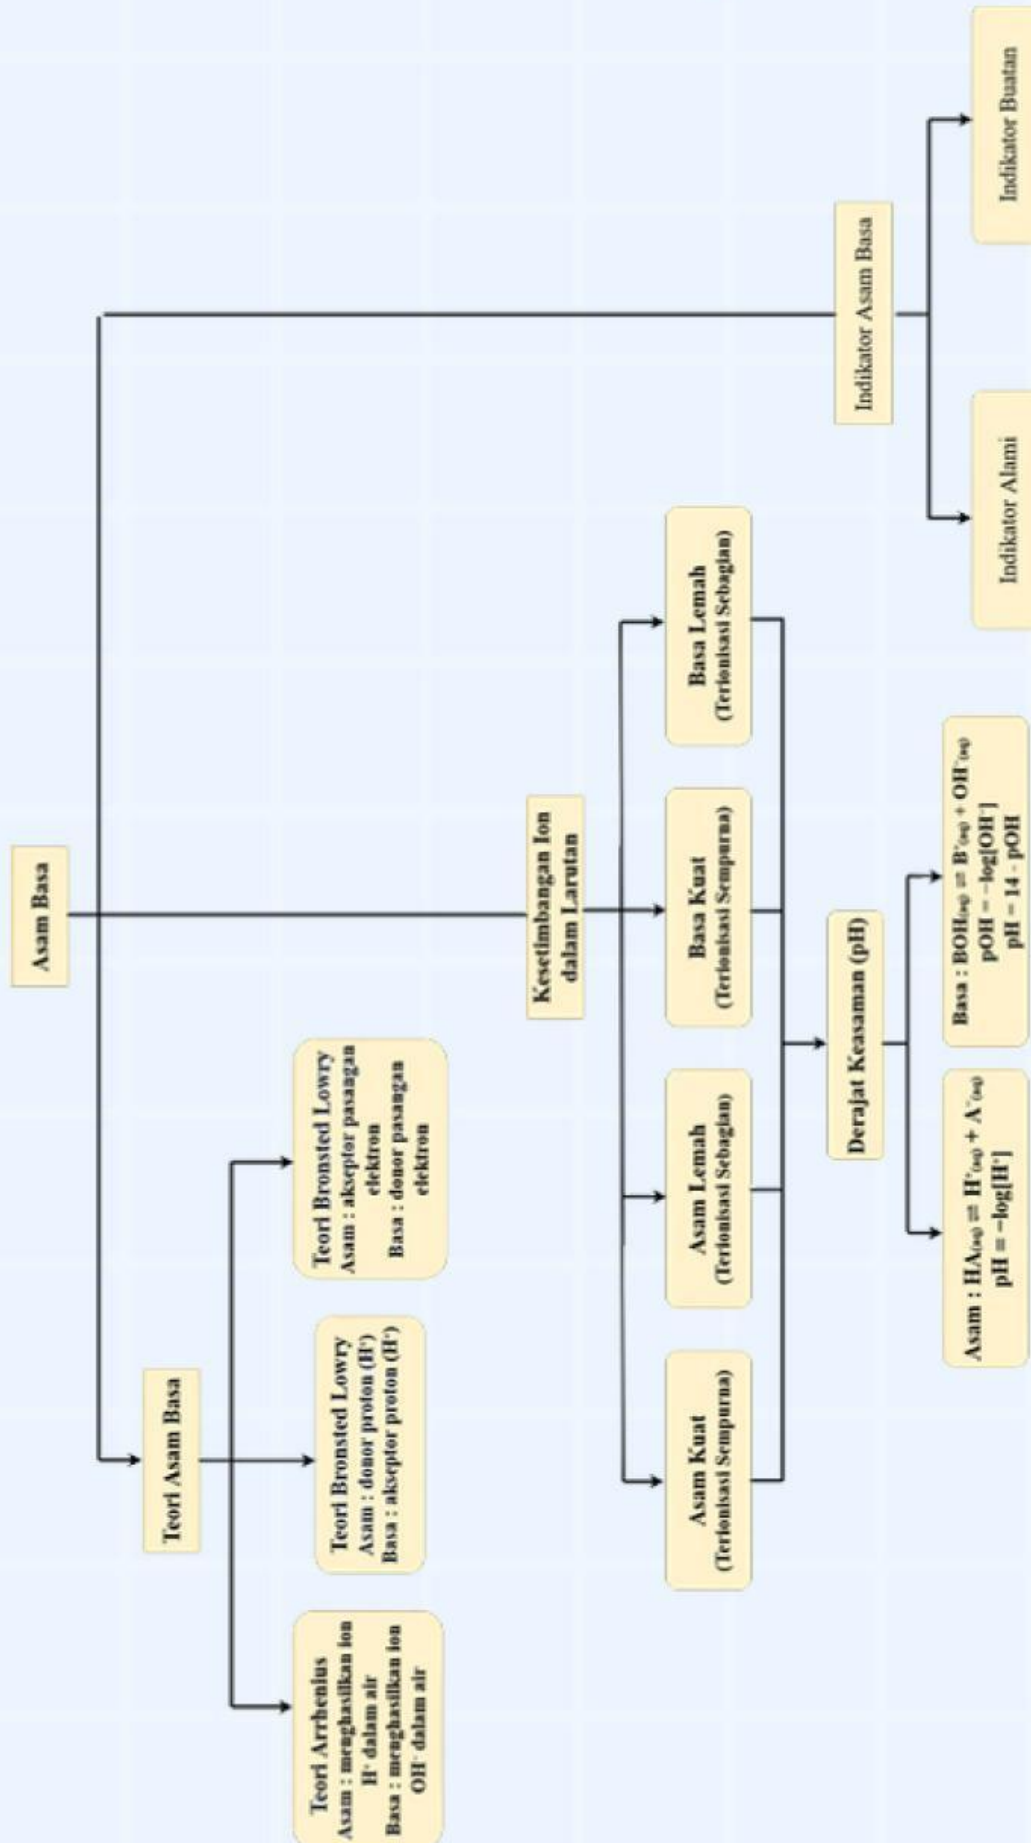 Asam Basa
Teori Asam Basa
Teori Arrhenius
Asam : menghasilkan ion
H⁺ dalam air
Basa : menghasilkan ion
OH⁻ dalam air
Teori Bronsted Lowry
Asam : donor proton (H⁺)
Basa : akseptor proton (H⁺)
Teori Bronsted Lowry
Asam : akseptor pasangan
elektron
Basa : donor pasangan
elektron
Kesetimbangan Ion
dalam Larutan
Asam Kuat
(Terionisasi Sempurna)
Asam Lemah
(Terionisasi Sebagian)
Basa Kuat
(Terionisasi Sempurna)
Basa Lemah
(Terionisasi Sebagian)
Derajat Keasaman (pH)
Asam : HA(aq) ⇌ H⁺(aq) + A⁻(aq)
pH = −log[H⁺]
Basa : BOH(aq) ⇌ B⁺(aq) + OH⁻(aq)
pOH = −log[OH⁻]
pH = 14 - pOH
Indikator Asam Basa
Indikator Alami
Indikator Buatan